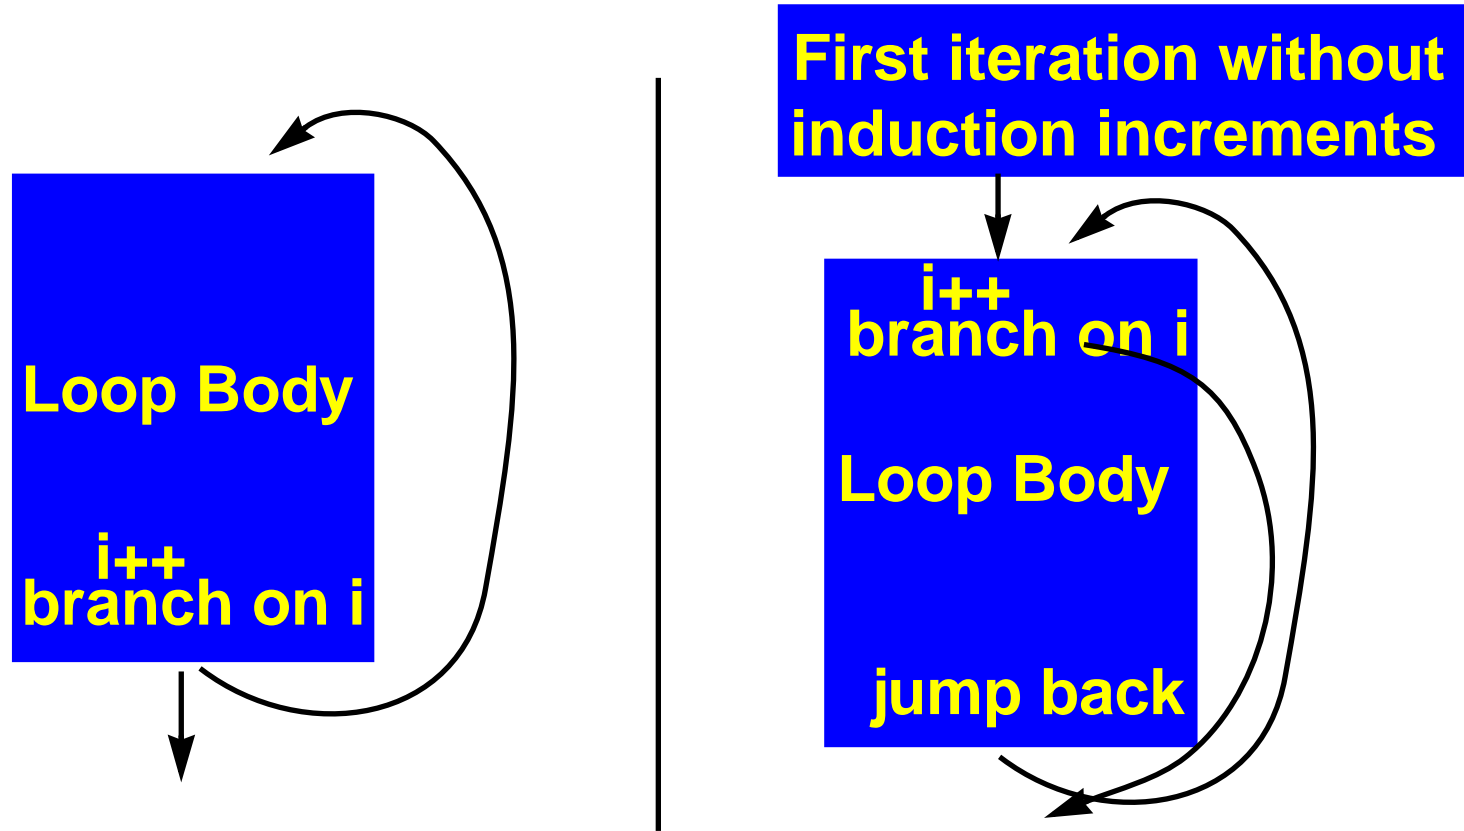 Loop Body
i++
branch on i
First iteration without
induction increments
i++
branch on i
Loop Body
jump back